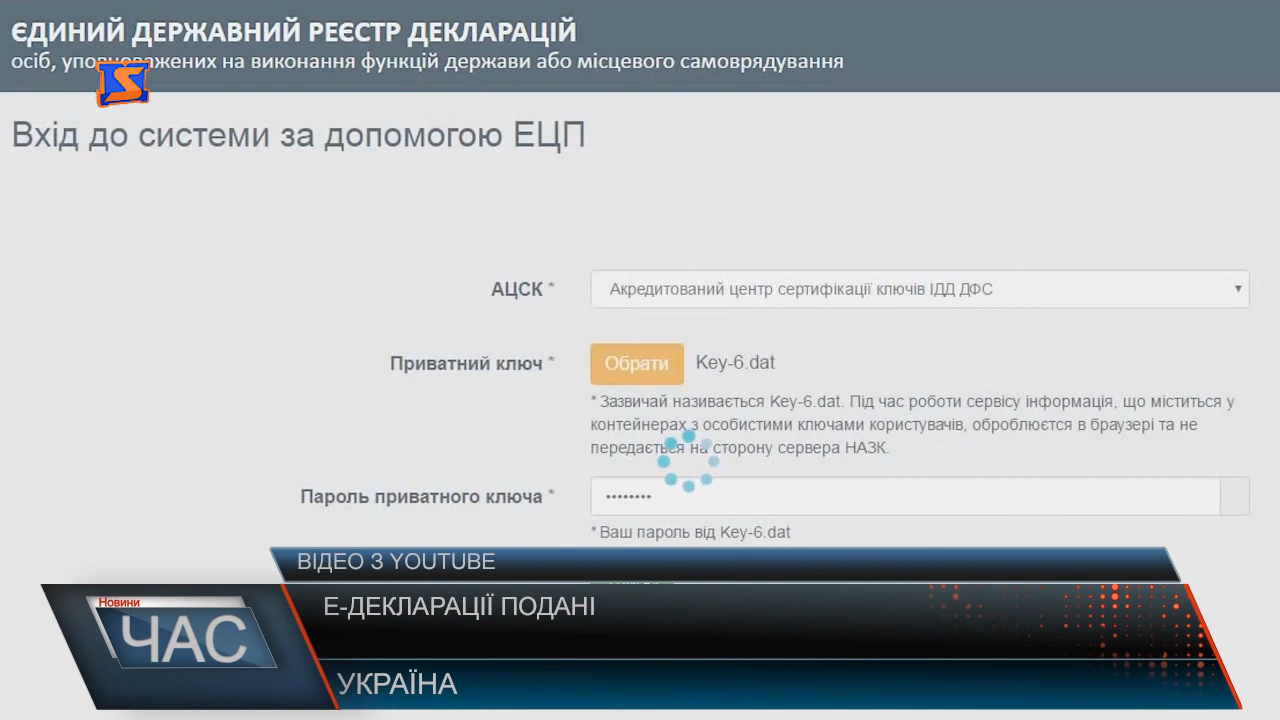 ЄДИНИЙ ДЕРЖАВНИЙ РЕЄСТР ДЕКЛАРАЦІЙ
осіб, уповноважених на виконання функцій держави або місцевого самоврядування
S
Вхід до системи за допомогою ЕЦП
АЦСК * Акредитований центр сертифікації ключів ІДД ДФС
Приватний ключ * Обрати Key-6.dat
* Зазвичай називається Key-6.dat. Під час роботи сервісу інформація, що міститься у
контейнерах з особистими ключами користувачів, оброблюєтся в браузері та не
передається на сторону сервера НАЗК.
Пароль приватного ключа * ••••••••
* Ваш пароль від Key-6.dat
ВІДЕО З YOUTUBE
Новини
ЧАС
Е-ДЕКЛАРАЦІЇ ПОДАНІ
УКРАЇНА